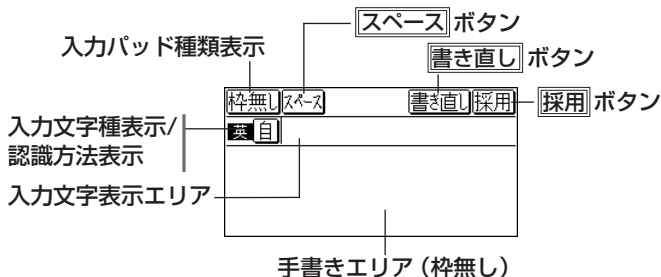 スペース ボタン
入力パッド種類表示
書き直し ボタン
枠無し スペース 書き直し 採用
採用 ボタン
入力文字種表示/
認識方法表示
英 自
入力文字表示エリア
手書きエリア（枠無し）